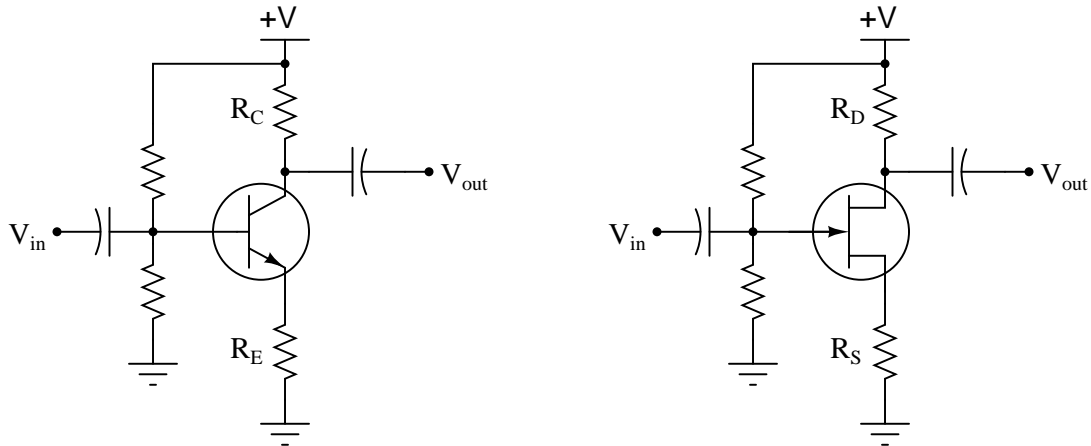 +V
R_C
V_out
V_in
R_E
+V
R_D
V_out
V_in
R_S